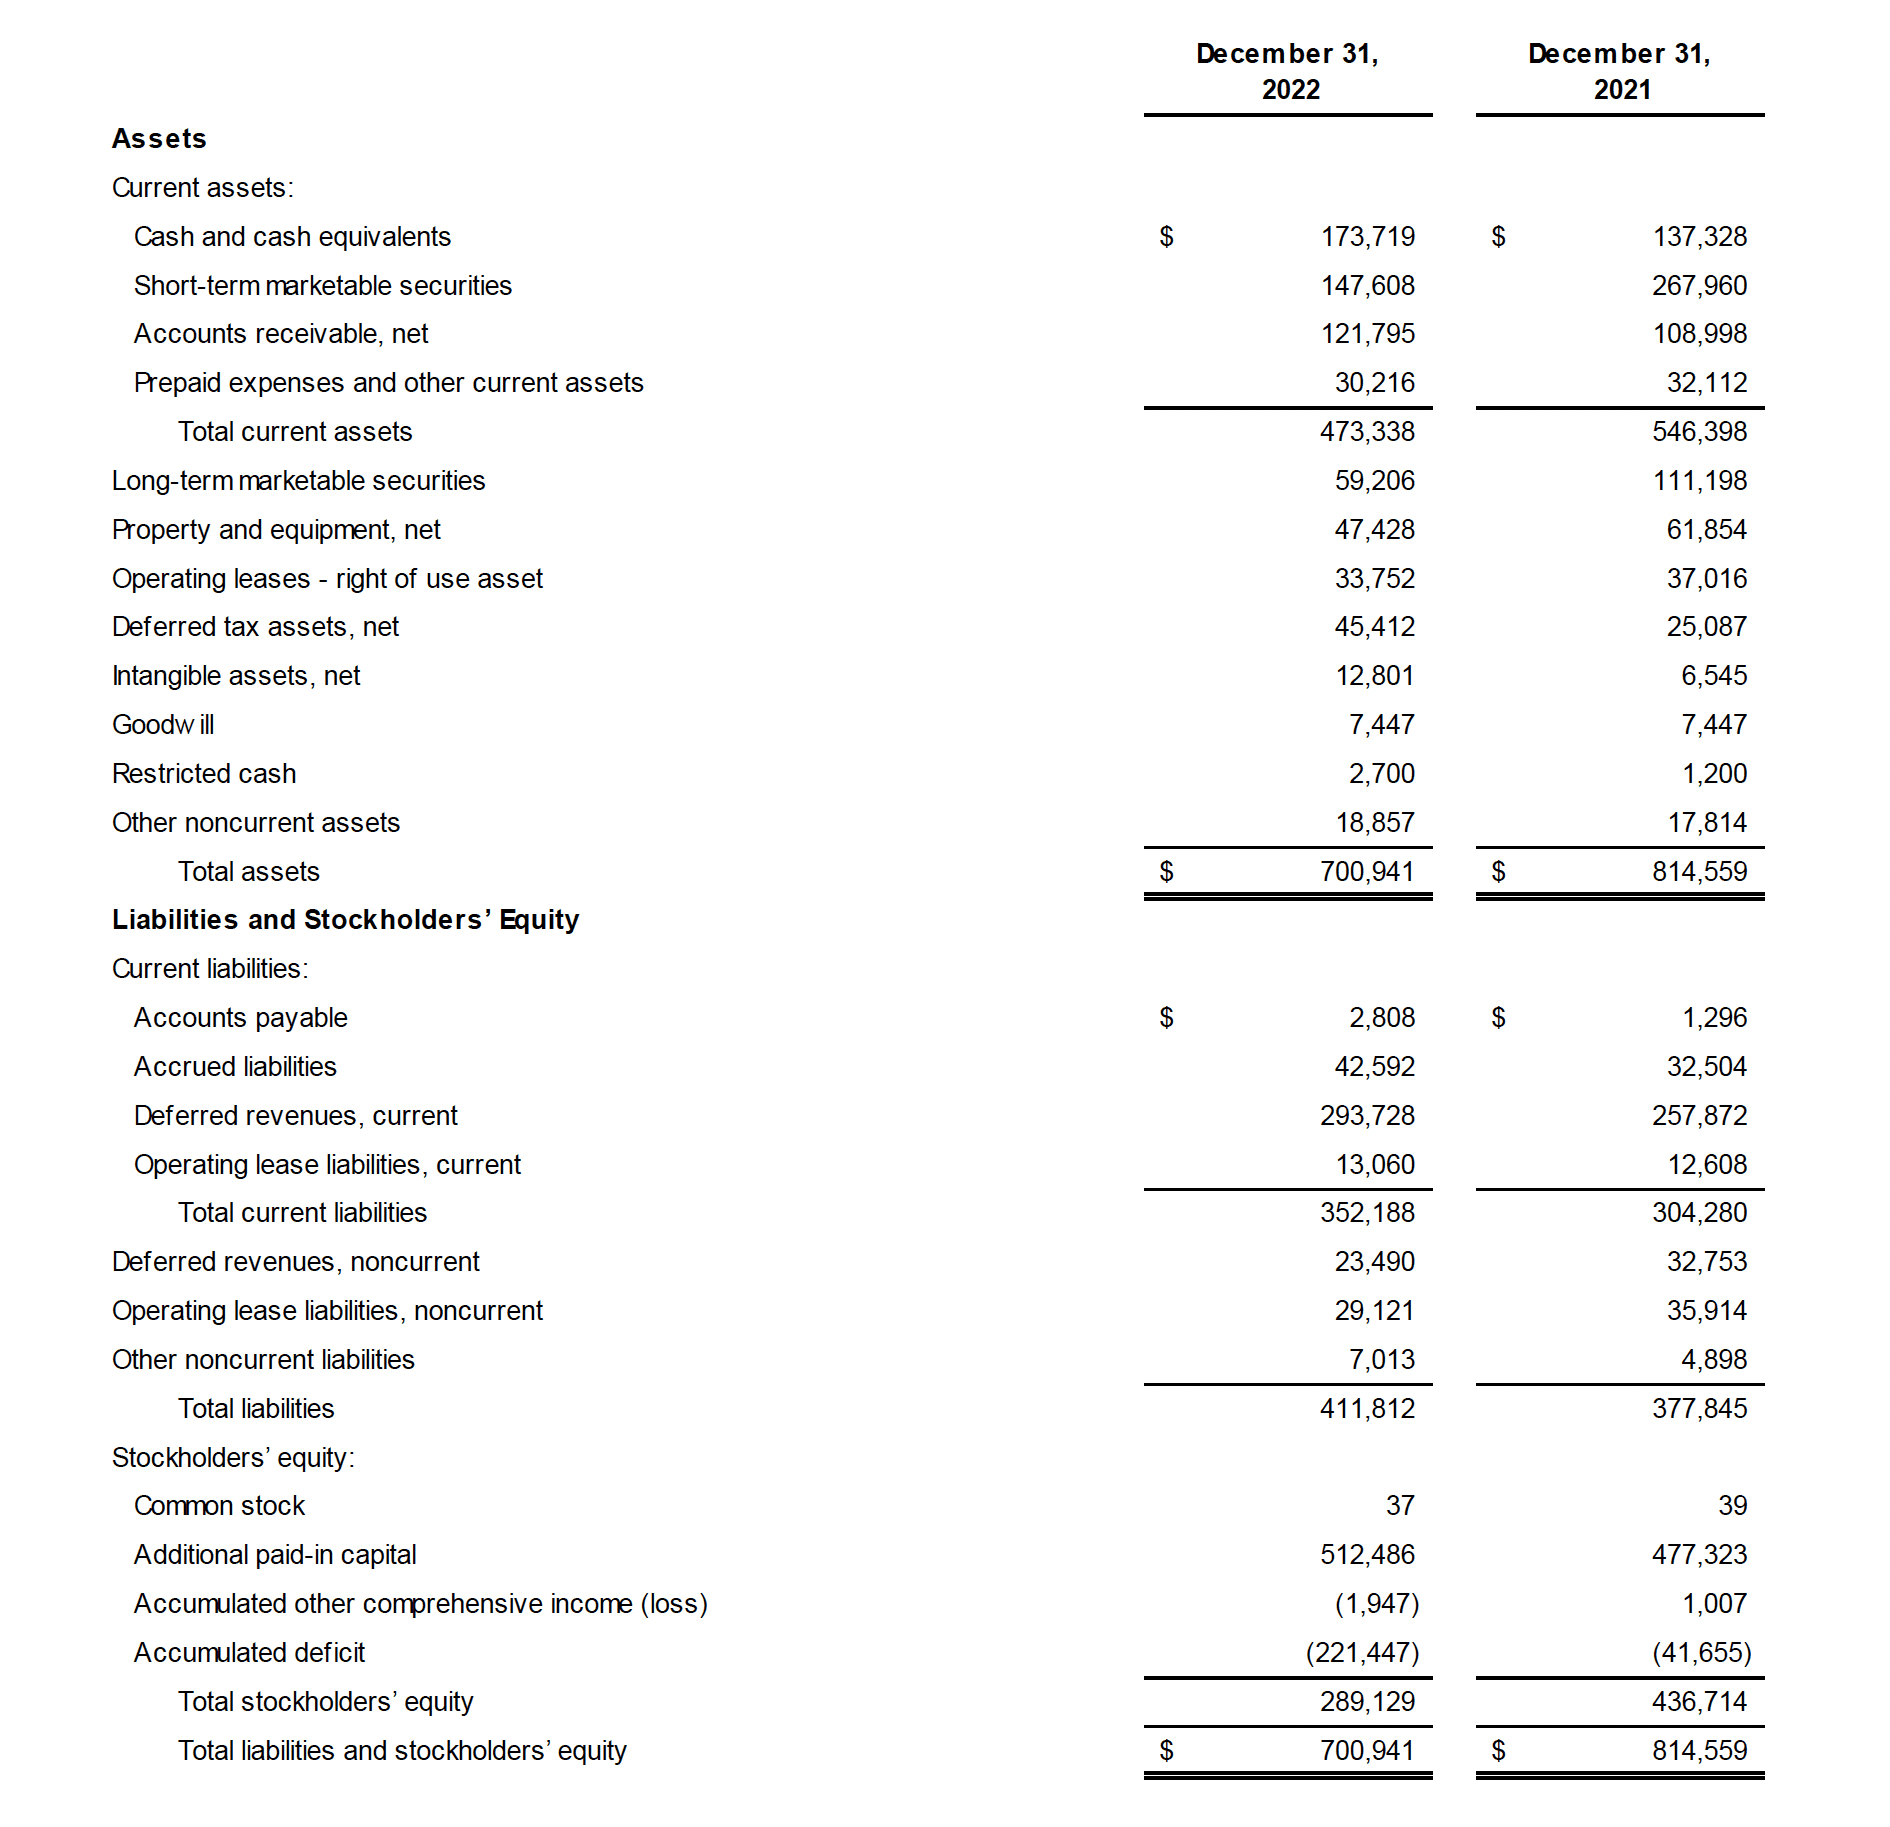 December 31, December 31,
2022 2021
Assets
Current assets:
Cash and cash equivalents $ 173,719 $ 137,328
Short-term marketable securities 147,608 267,960
Accounts receivable, net 121,795 108,998
Prepaid expenses and other current assets 30,216 32,112
Total current assets 473,338 546,398
Long-term marketable securities 59,206 111,198
Property and equipment, net 47,428 61,854
Operating leases - right of use asset 33,752 37,016
Deferred tax assets, net 45,412 25,087
Intangible assets, net 12,801 6,545
Goodwill 7,447 7,447
Restricted cash 2,700 1,200
Other noncurrent assets 18,857 17,814
Total assets $ 700,941 $ 814,559
Liabilities and Stockholders’ Equity
Current liabilities:
Accounts payable $ 2,808 $ 1,296
Accrued liabilities 42,592 32,504
Deferred revenues, current 293,728 257,872
Operating lease liabilities, current 13,060 12,608
Total current liabilities 352,188 304,280
Deferred revenues, noncurrent 23,490 32,753
Operating lease liabilities, noncurrent 29,121 35,914
Other noncurrent liabilities 7,013 4,898
Total liabilities 411,812 377,845
Stockholders’ equity:
Common stock 37 39
Additional paid-in capital 512,486 477,323
Accumulated other comprehensive income (loss) (1,947) 1,007
Accumulated deficit (221,447) (41,655)
Total stockholders’ equity 289,129 436,714
Total liabilities and stockholders’ equity $ 700,941 $ 814,559